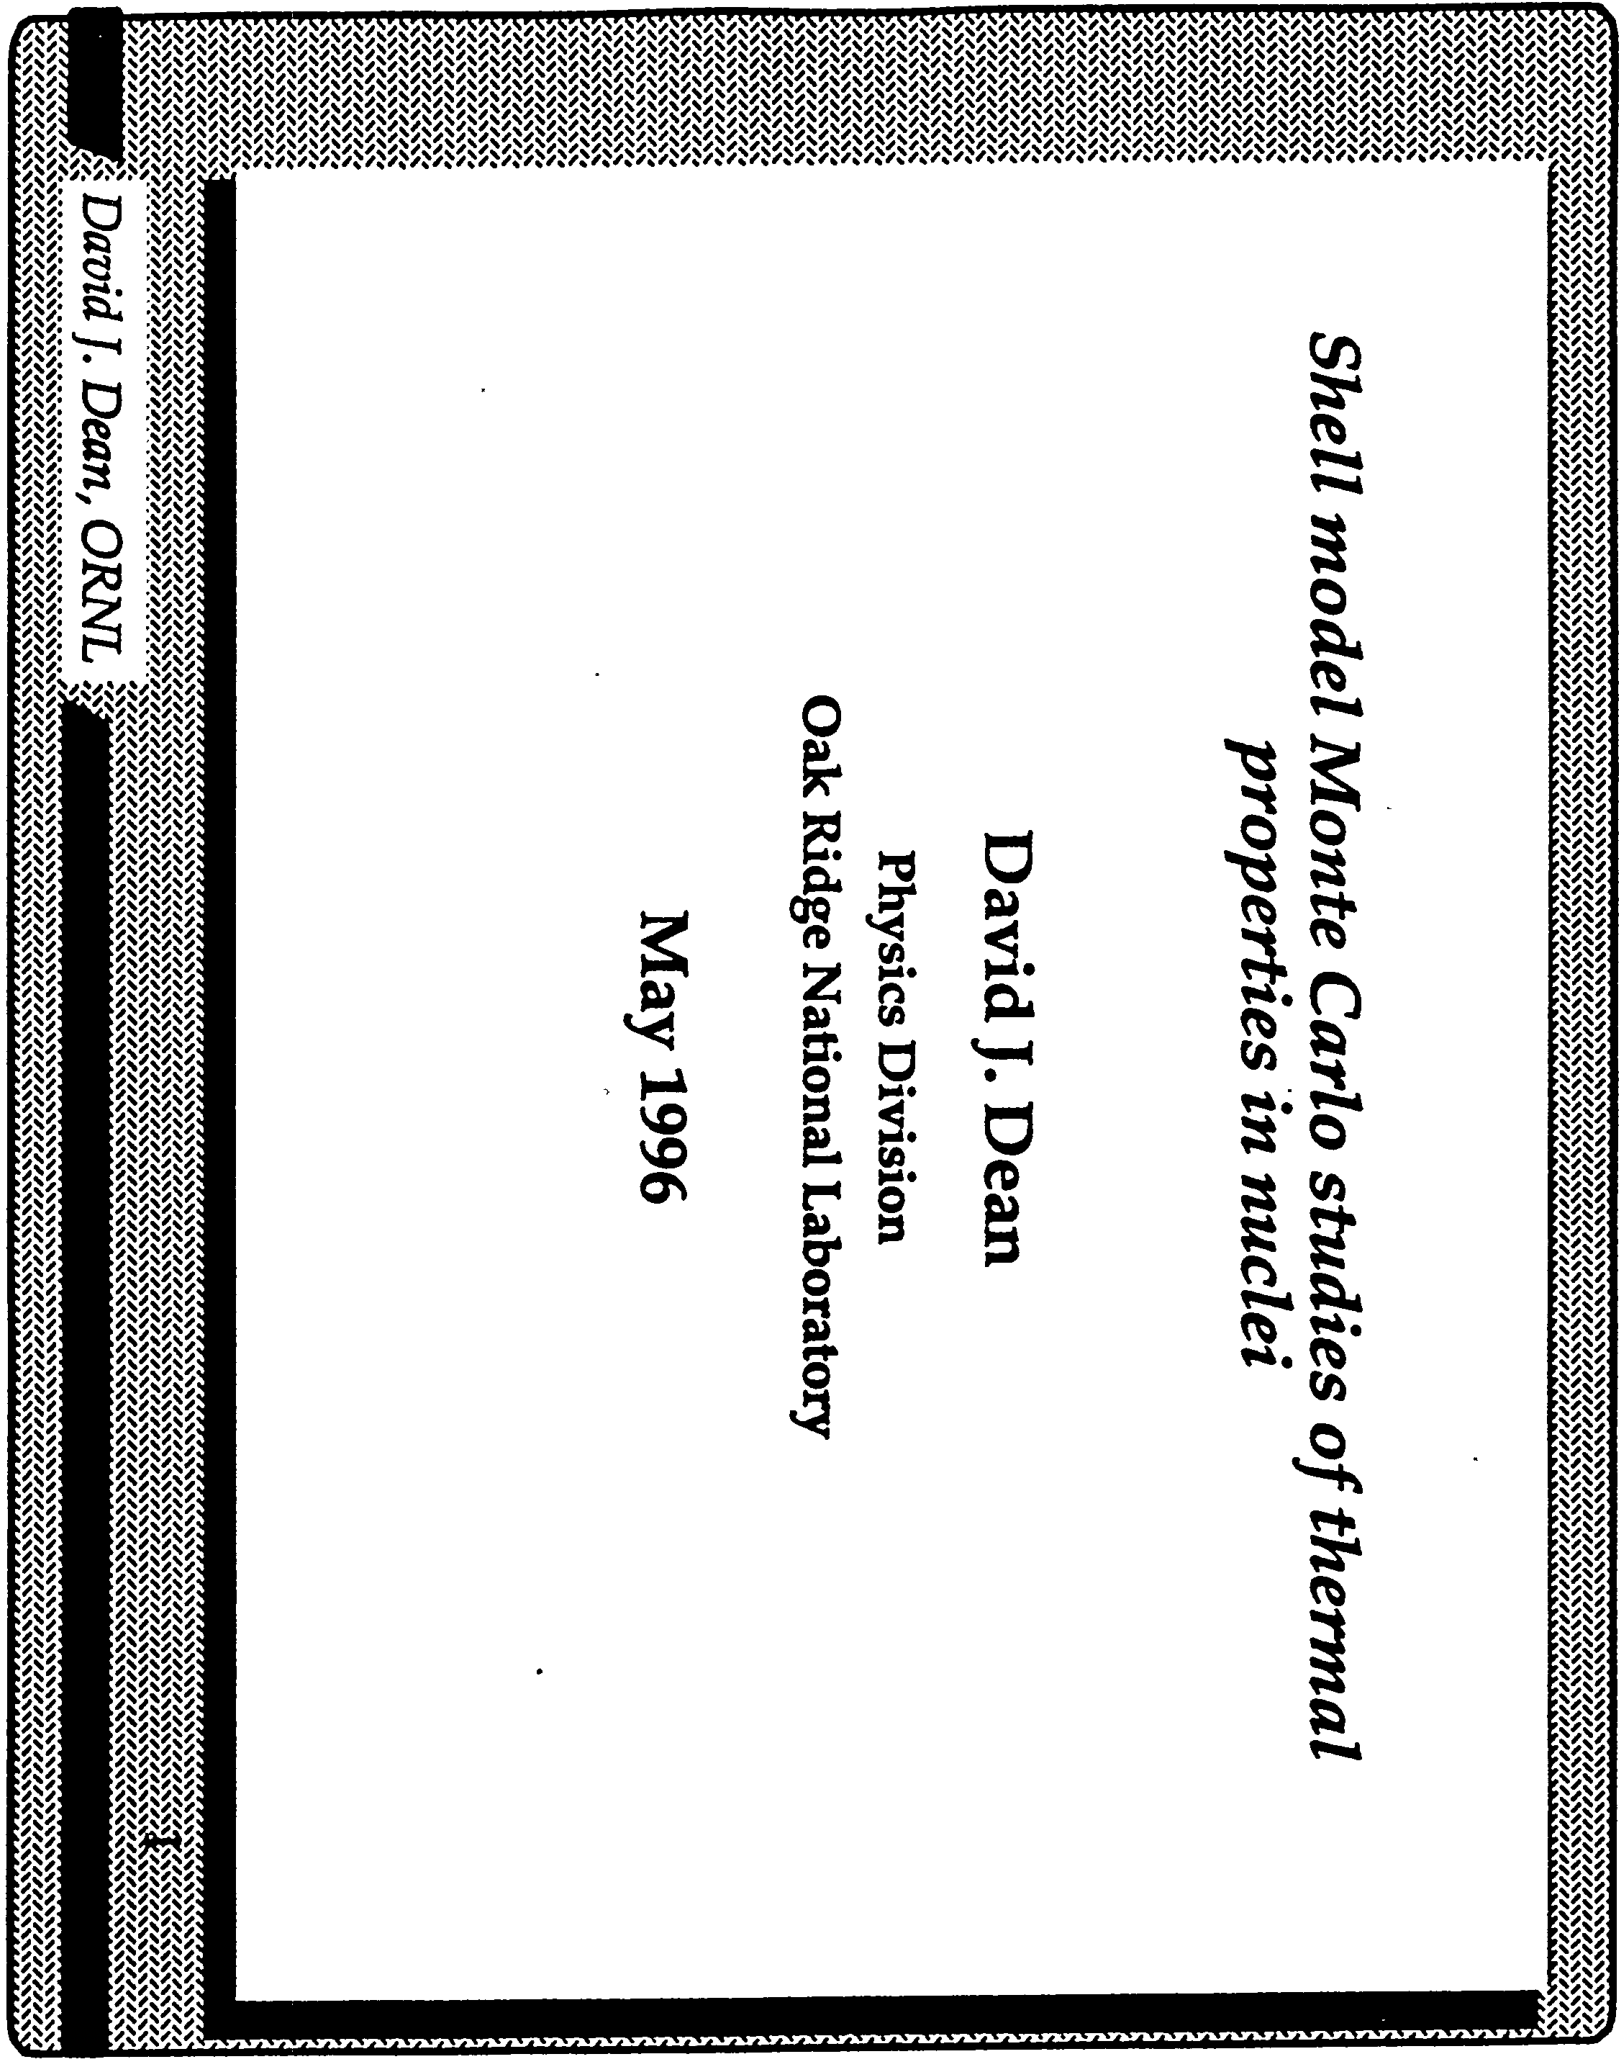 Shell model Monte Carlo studies of thermal
properties in nuclei
David J. Dean
Physics Division
Oak Ridge National Laboratory
May 1996
David J. Dean, ORNL
1